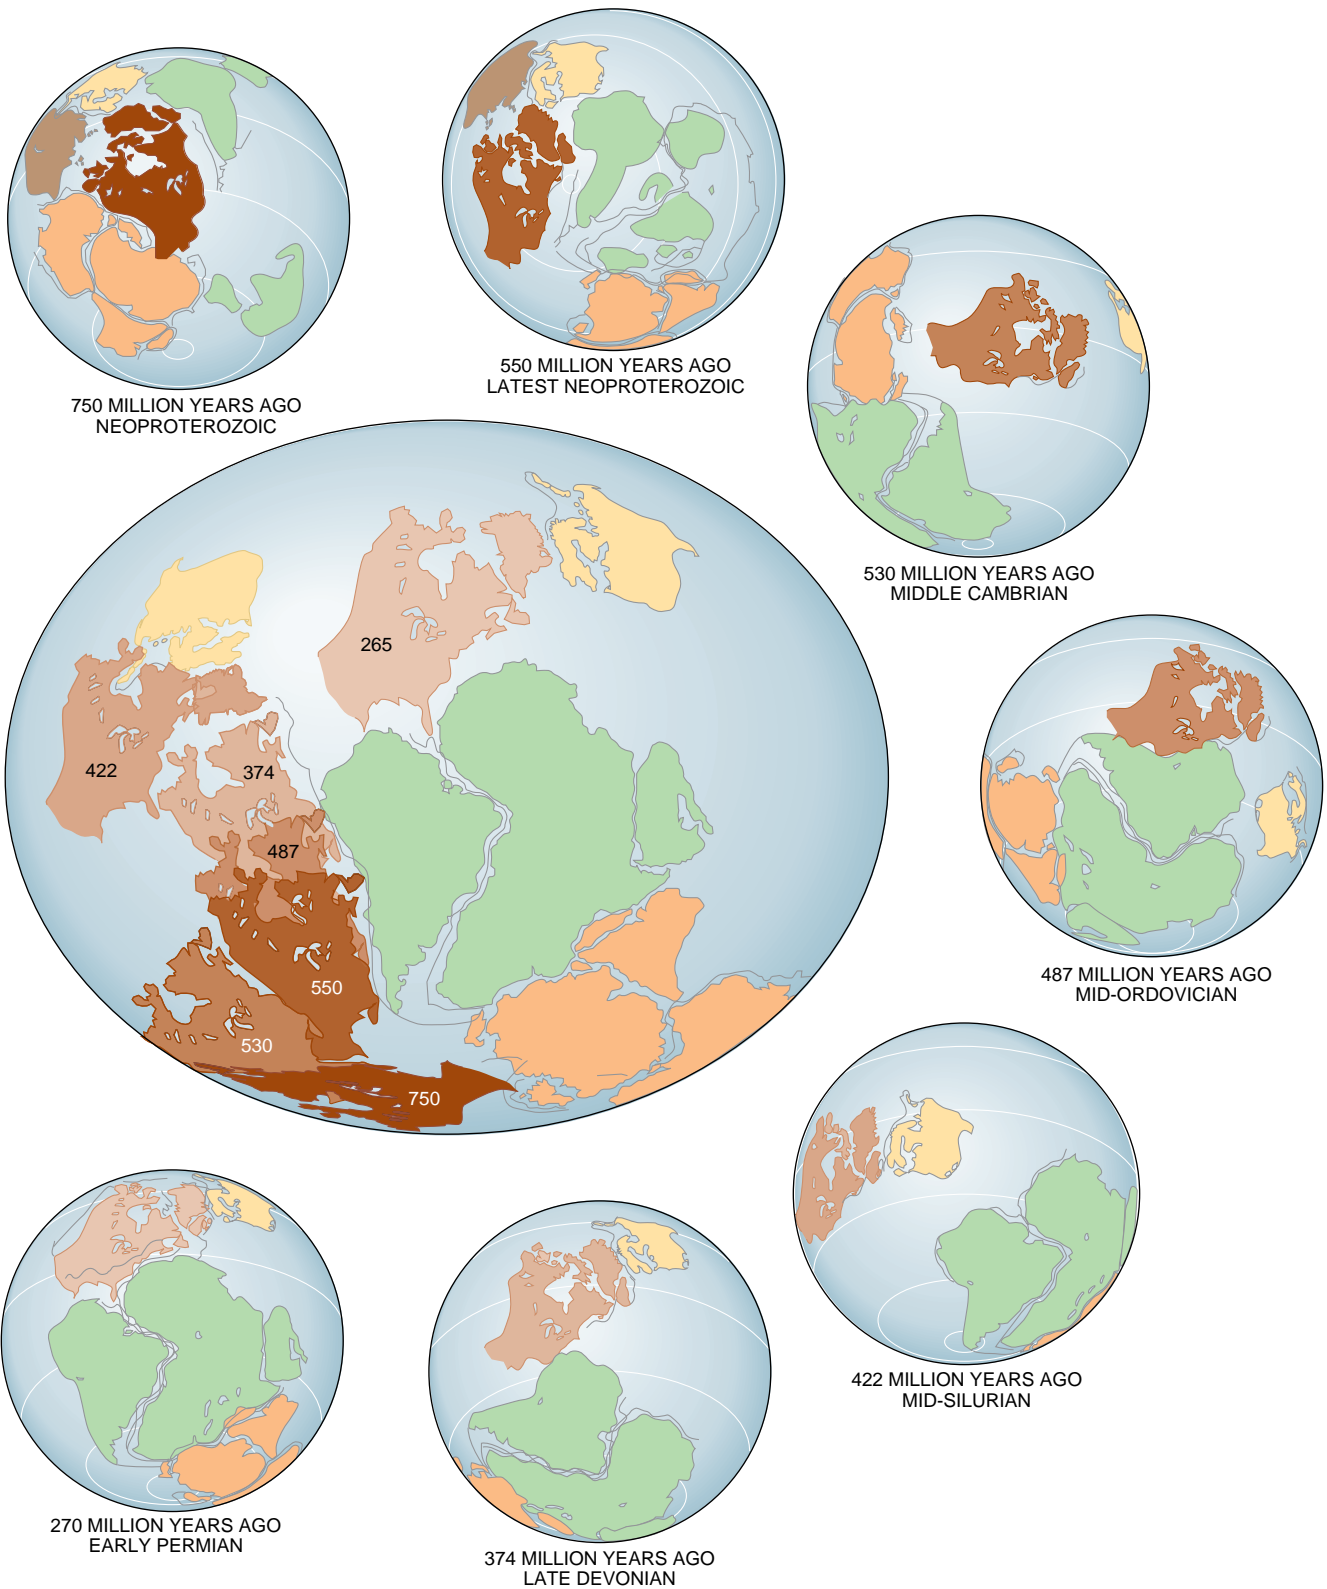 750 MILLION YEARS AGO
NEOPROTEROZOIC
550 MILLION YEARS AGO
LATEST NEOPROTEROZOIC
530 MILLION YEARS AGO
MIDDLE CAMBRIAN
265
422
374
487
550
530
750
487 MILLION YEARS AGO
MID-ORDOVICIAN
422 MILLION YEARS AGO
MID-SILURIAN
270 MILLION YEARS AGO
EARLY PERMIAN
374 MILLION YEARS AGO
LATE DEVONIAN